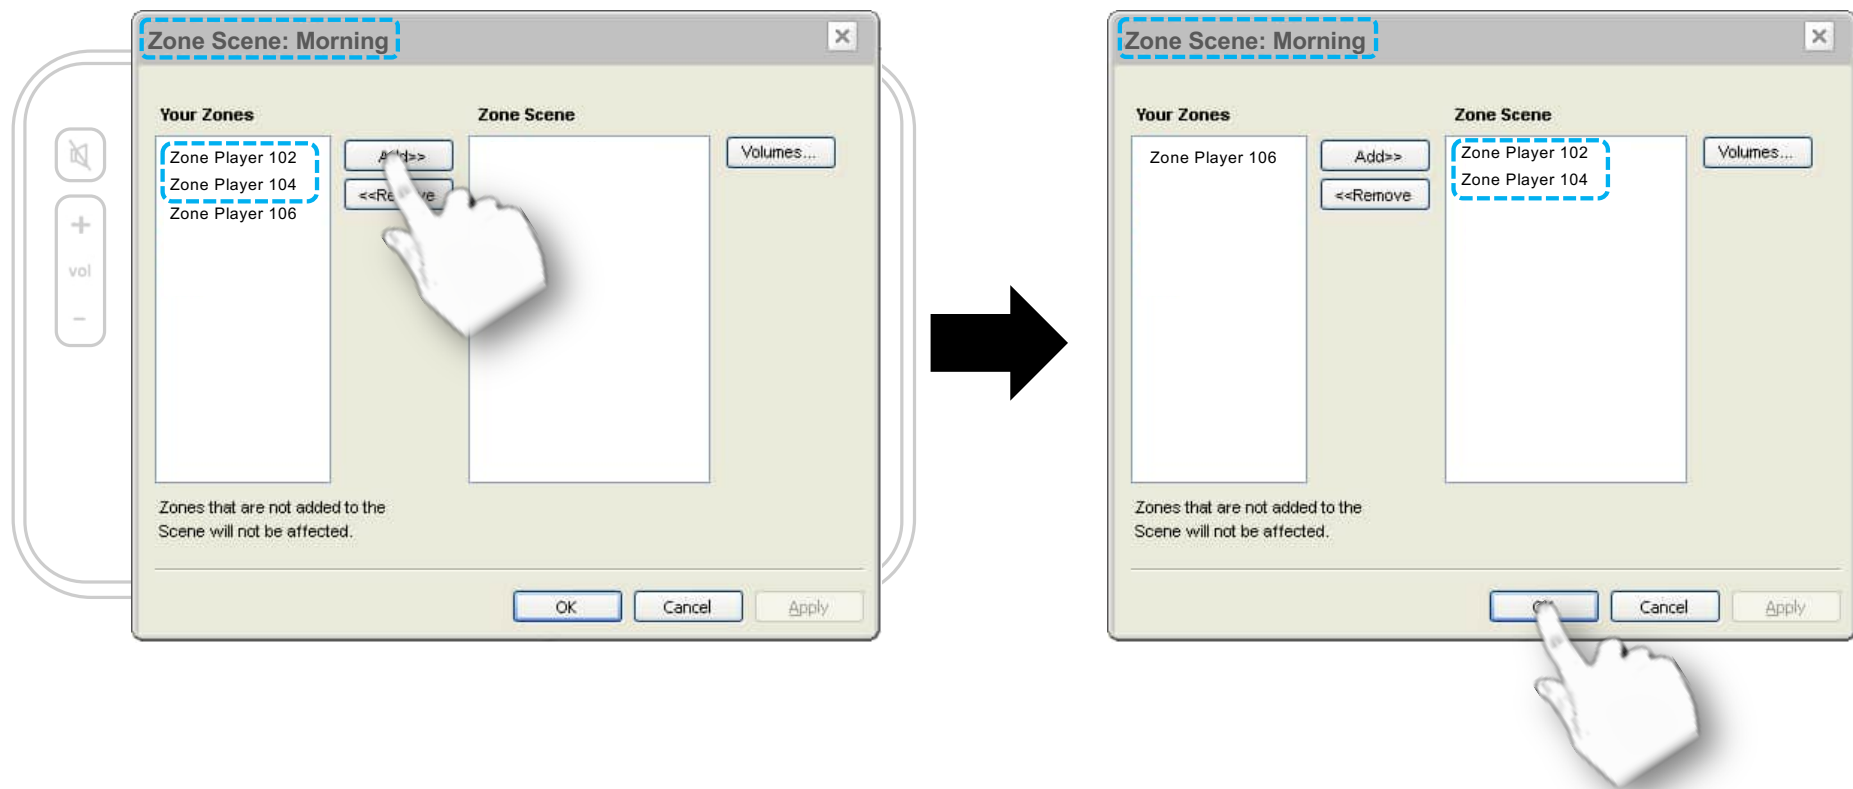 Zone Scene: Morning
Your Zones
Zone Scene
Zone Player 102
Zone Player 104
Zone Player 106
Add>>
Volumes...
+
vol
-
Zones that are not added to the
Scene will not be affected.
OK
Cancel
Apply
Zone Scene: Morning
Your Zones
Zone Scene
Zone Player 106
Add>>
<<Remove
Zone Player 102
Zone Player 104
Volumes...
Zones that are not added to the
Scene will not be affected.
Cancel
Apply